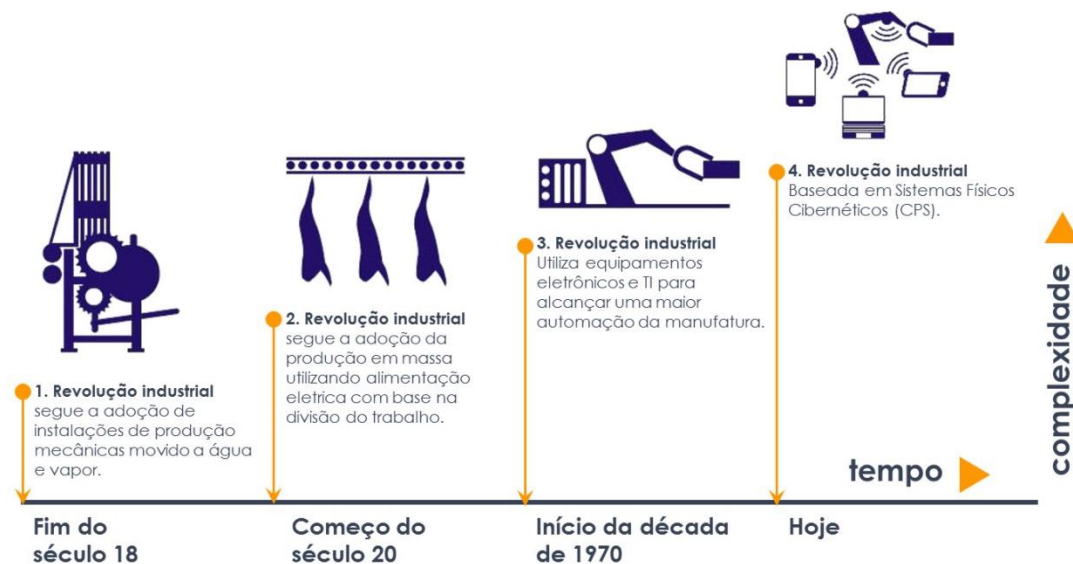 1. Revolução industrial
segue a adoção de
instalações de produção
mecânicas movido a água
e vapor.
2. Revolução industrial
segue a adoção da
produção em massa
utilizando alimentação
eletrica com base na
divisão do trabalho.
3. Revolução industrial
Utiliza equipamentos
eletrônicos e TI para
alcançar uma maior
automação da manufatura.
4. Revolução industrial
Baseada em Sistemas Físicos
Cibernéticos (CPS).
complexidade
tempo
Fim do
século 18
Começo do
século 20
Início da década
de 1970
Hoje